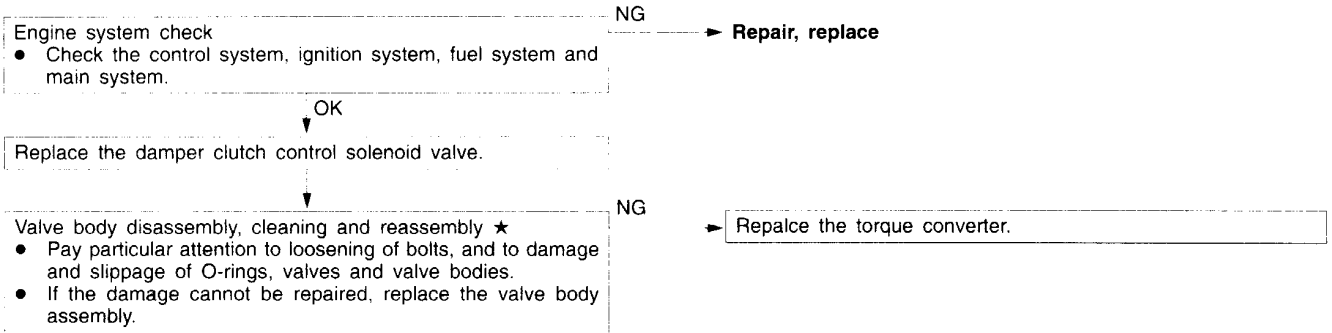 NG
Engine system check
Repair, replace
● Check the control system, ignition system, fuel system and
main system.
OK
Replace the damper clutch control solenoid valve.
NG
Valve body disassembly, cleaning and reassembly ★
Repalce the torque converter.
● Pay particular attention to loosening of bolts, and to damage
and slippage of O-rings, valves and valve bodies.
● If the damage cannot be repaired, replace the valve body
assembly.